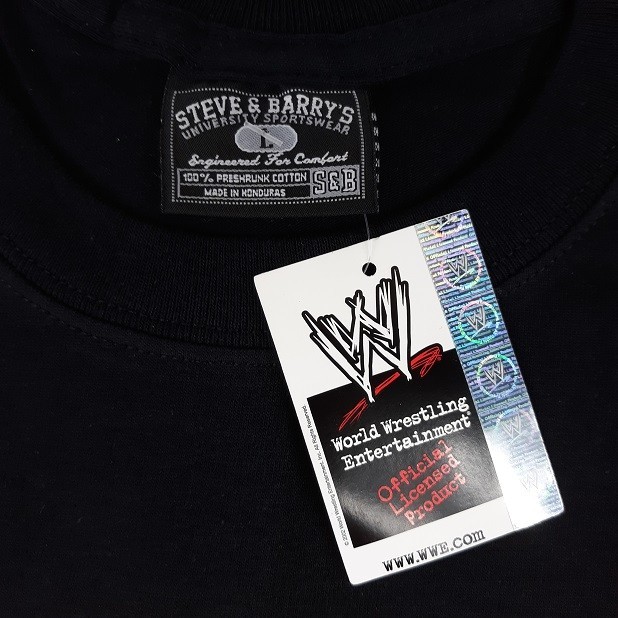 STEVE & BARRY'S
UNIVERSITY SPORTSWEAR
L
Engineered For Comfort
100% PRESHRUNK COTTON
MADE IN HONDURAS
S&B
W
World Wrestling
Entertainment
Official
Licensed
Product
www.wwe.com